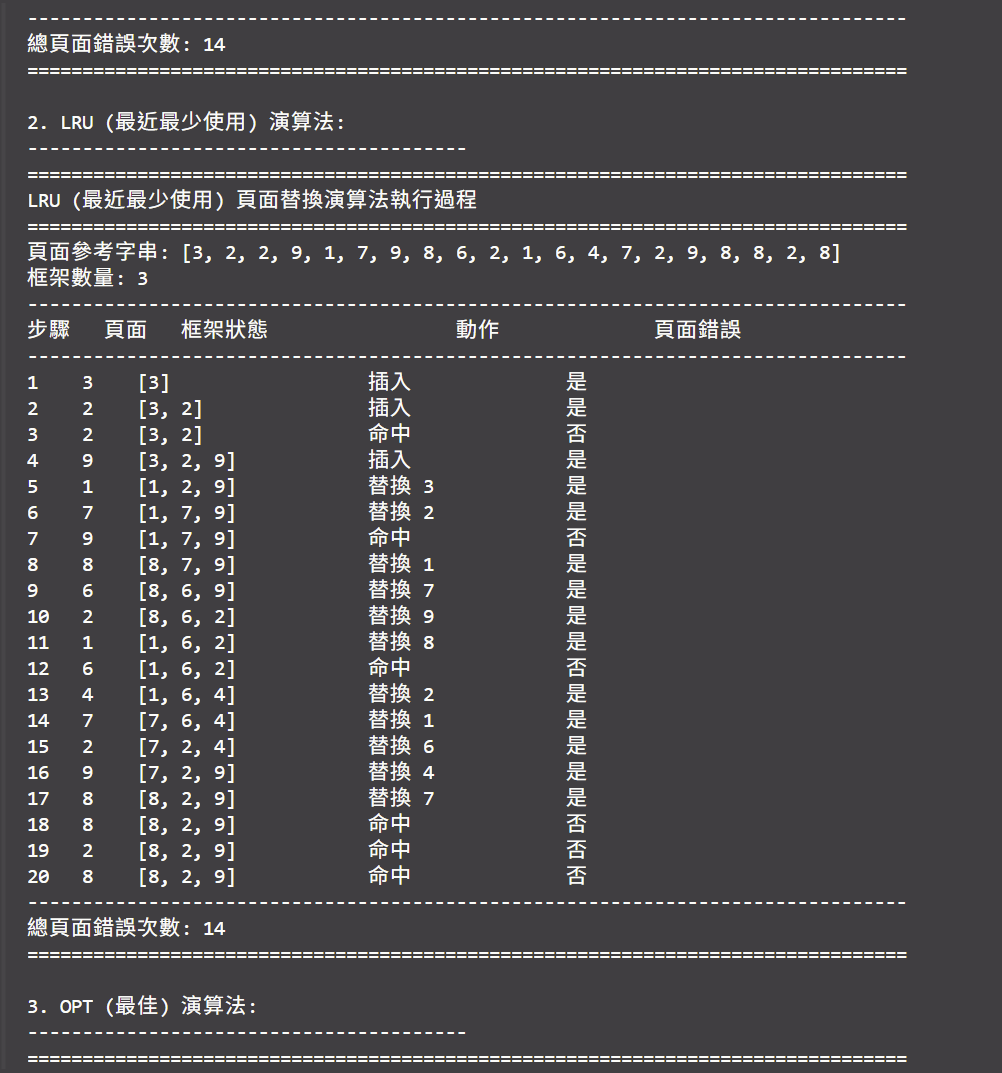 --------------------------------------------------------------------------------
總頁面錯誤次數: 14
================================================================================
2. LRU (最近最少使用) 演算法:
----------------------------------------
================================================================================
LRU (最近最少使用) 頁面替換演算法執行過程
================================================================================
頁面參考字串: [3, 2, 2, 9, 1, 7, 9, 8, 6, 2, 1, 6, 4, 7, 2, 9, 8, 8, 2, 8]
框架數量: 3
--------------------------------------------------------------------------------
步驟 頁面 框架狀態 動作 頁面錯誤
--------------------------------------------------------------------------------
1 3 [3] 插入 是
2 2 [3, 2] 插入 是
3 2 [3, 2] 命中 否
4 9 [3, 2, 9] 插入 是
5 1 [1, 2, 9] 替換 3 是
6 7 [1, 7, 9] 替換 2 是
7 9 [1, 7, 9] 命中 否
8 8 [8, 7, 9] 替換 1 是
9 6 [8, 6, 9] 替換 7 是
10 2 [8, 6, 2] 替換 9 是
11 1 [1, 6, 2] 替換 8 是
12 6 [1, 6, 2] 命中 否
13 4 [1, 6, 4] 替換 2 是
14 7 [7, 6, 4] 替換 1 是
15 2 [7, 2, 4] 替換 6 是
16 9 [7, 2, 9] 替換 4 是
17 8 [8, 2, 9] 替換 7 是
18 8 [8, 2, 9] 命中 否
19 2 [8, 2, 9] 命中 否
20 8 [8, 2, 9] 命中 否
--------------------------------------------------------------------------------
總頁面錯誤次數: 14
================================================================================
3. OPT (最佳) 演算法:
----------------------------------------
================================================================================